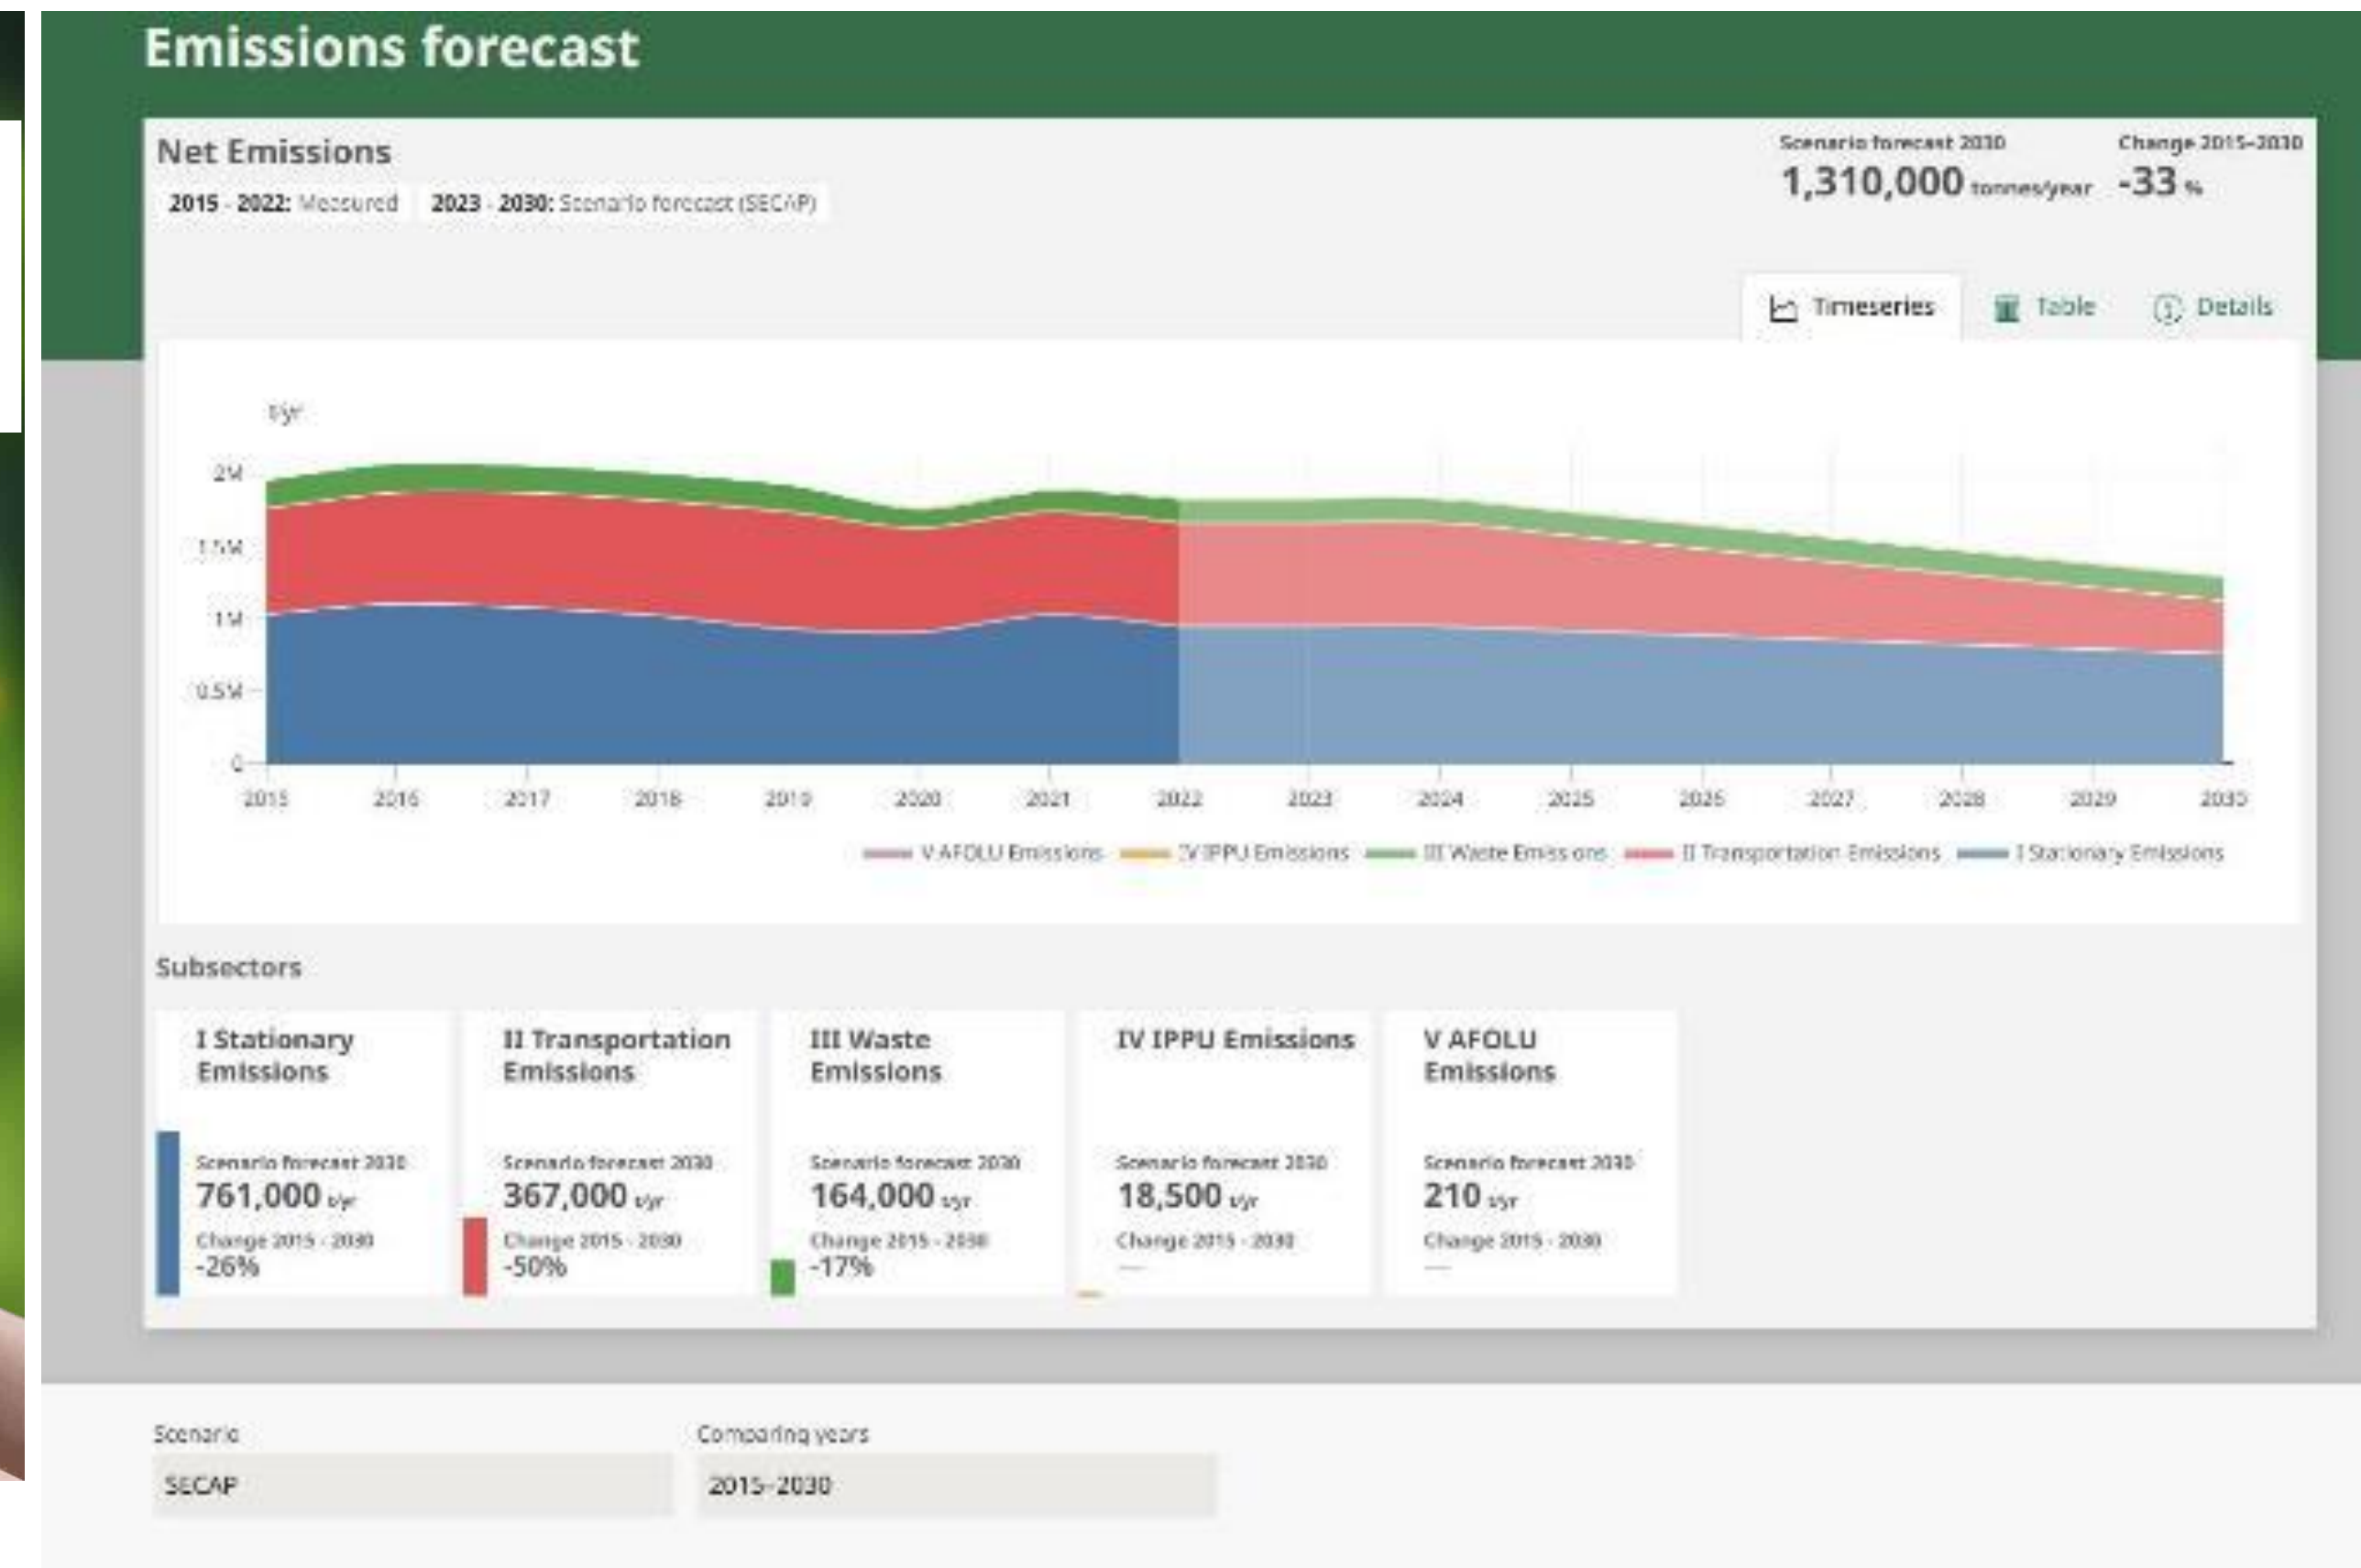 Emissions forecast
Net Emissions
2015 - 2022: Measured 2023 - 2030: Scenario forecast (SECAP)
Scenario forecast 2030
1,310,000 tonnes/year
Change 2015-2030
-33 %
Timeseries Table Details
t/yr
2M
1.5M
1M
0.5M
0
2015 2016 2017 2018 2019 2020 2021 2022 2023 2024 2025 2026 2027 2028 2029 2030
V AFOLU Emissions IV IPPU Emissions III Waste Emissions II Transportation Emissions I Stationary Emissions
Subsectors
I Stationary
Emissions
Scenario forecast 2030
761,000 t/yr
Change 2015 - 2030
-26%
II Transportation
Emissions
Scenario forecast 2030
367,000 t/yr
Change 2015 - 2030
-50%
III Waste
Emissions
Scenario forecast 2030
164,000 t/yr
Change 2015 - 2030
-17%
IV IPPU Emissions
Scenario forecast 2030
18,500 t/yr
Change 2015 - 2030
—
V AFOLU
Emissions
Scenario forecast 2030
210 t/yr
Change 2015 - 2030
—
Scenario
SECAP
Comparing years
2015-2030